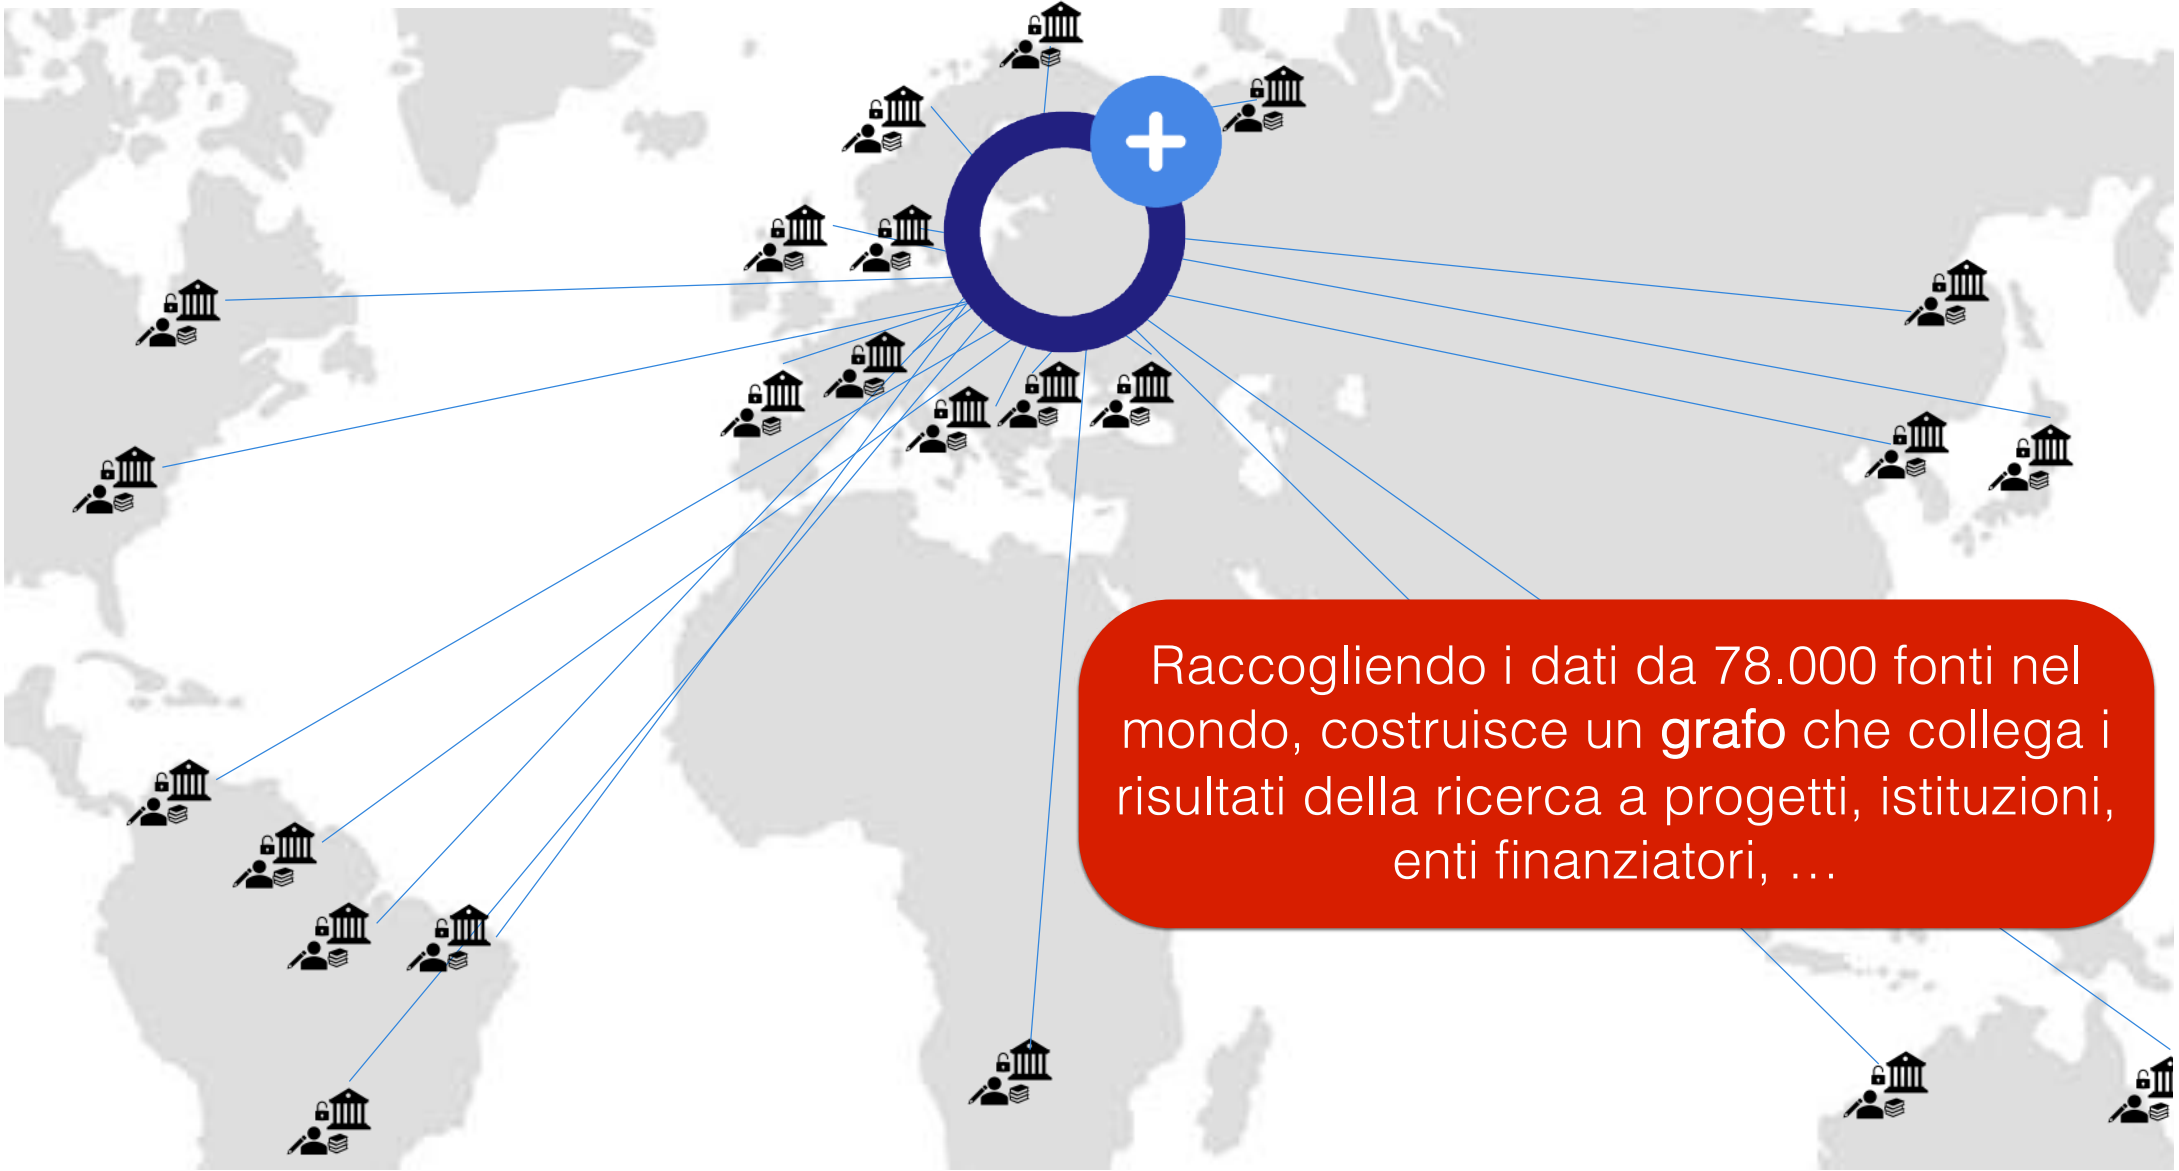 Raccogliendo i dati da 78.000 fonti nel
mondo, costruisce un grafo che collega i
risultati della ricerca a progetti, istituzioni,
enti finanziatori, …